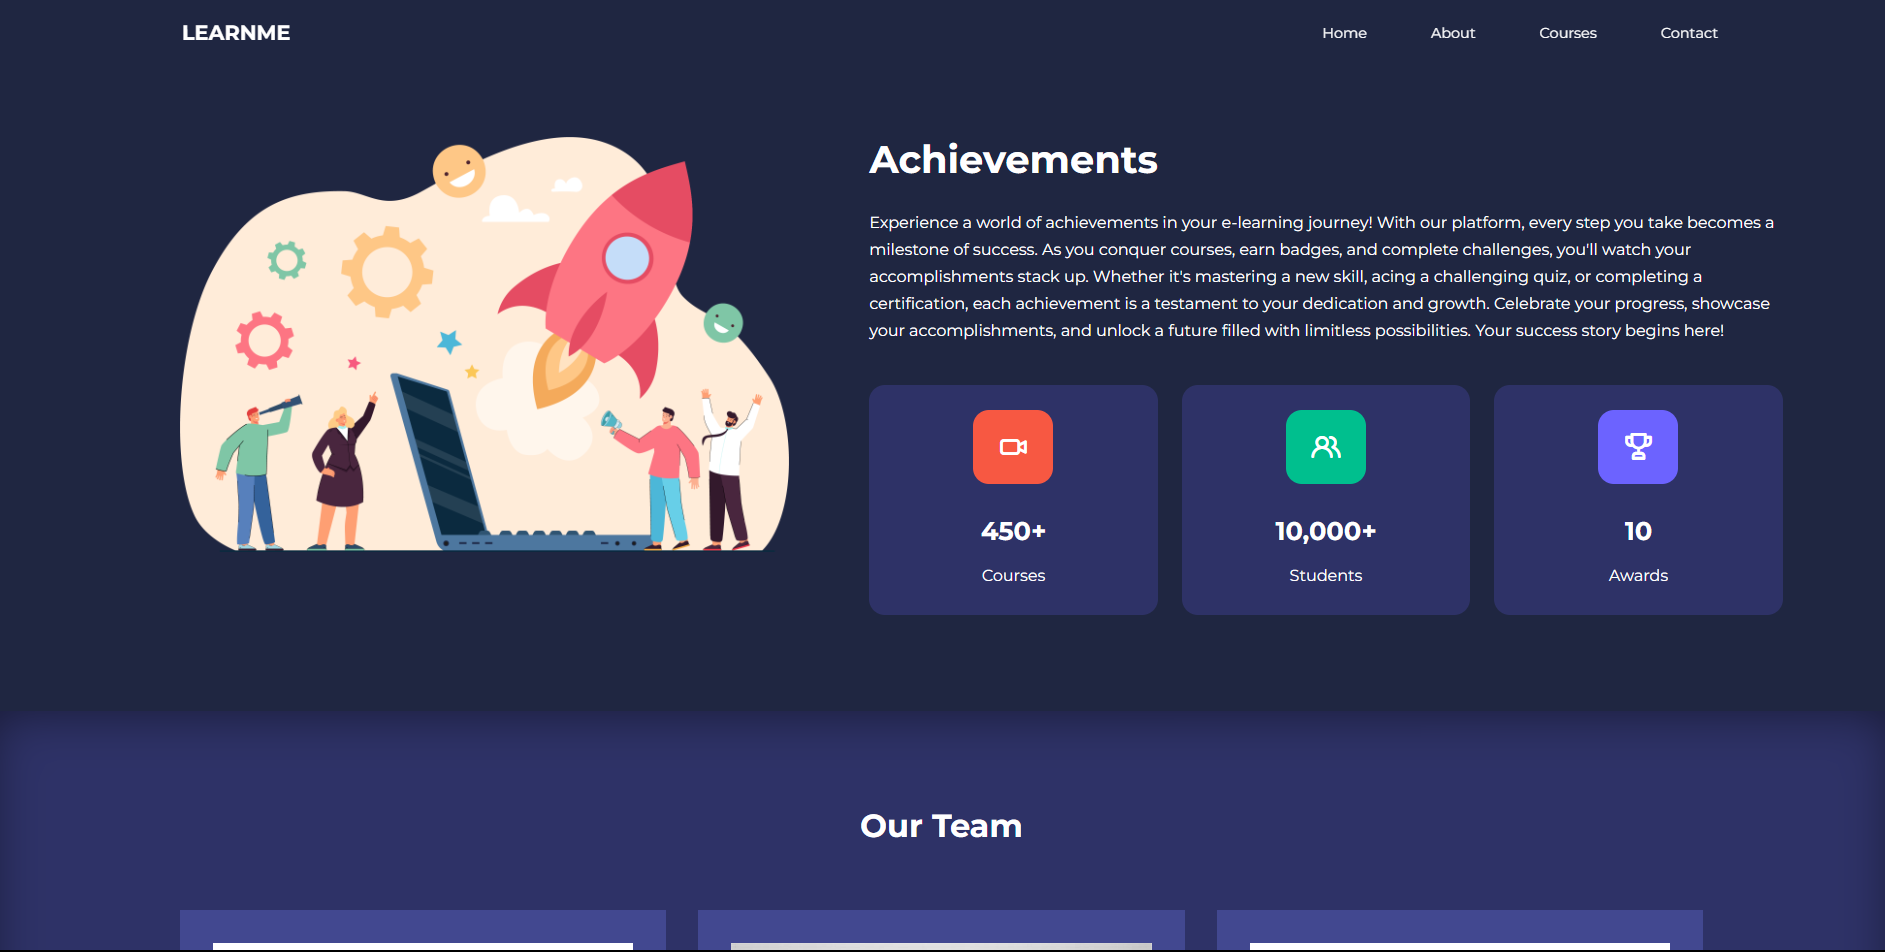 LEARNME
Home
About
Courses
Contact
Achievements
Experience a world of achievements in your e-learning journey! With our platform, every step you take becomes a
milestone of success. As you conquer courses, earn badges, and complete challenges, you'll watch your
accomplishments stack up. Whether it's mastering a new skill, acing a challenging quiz, or completing a
certification, each achievement is a testament to your dedication and growth. Celebrate your progress, showcase
your accomplishments, and unlock a future filled with limitless possibilities. Your success story begins here!
450+
Courses
10,000+
Students
10
Awards
Our Team